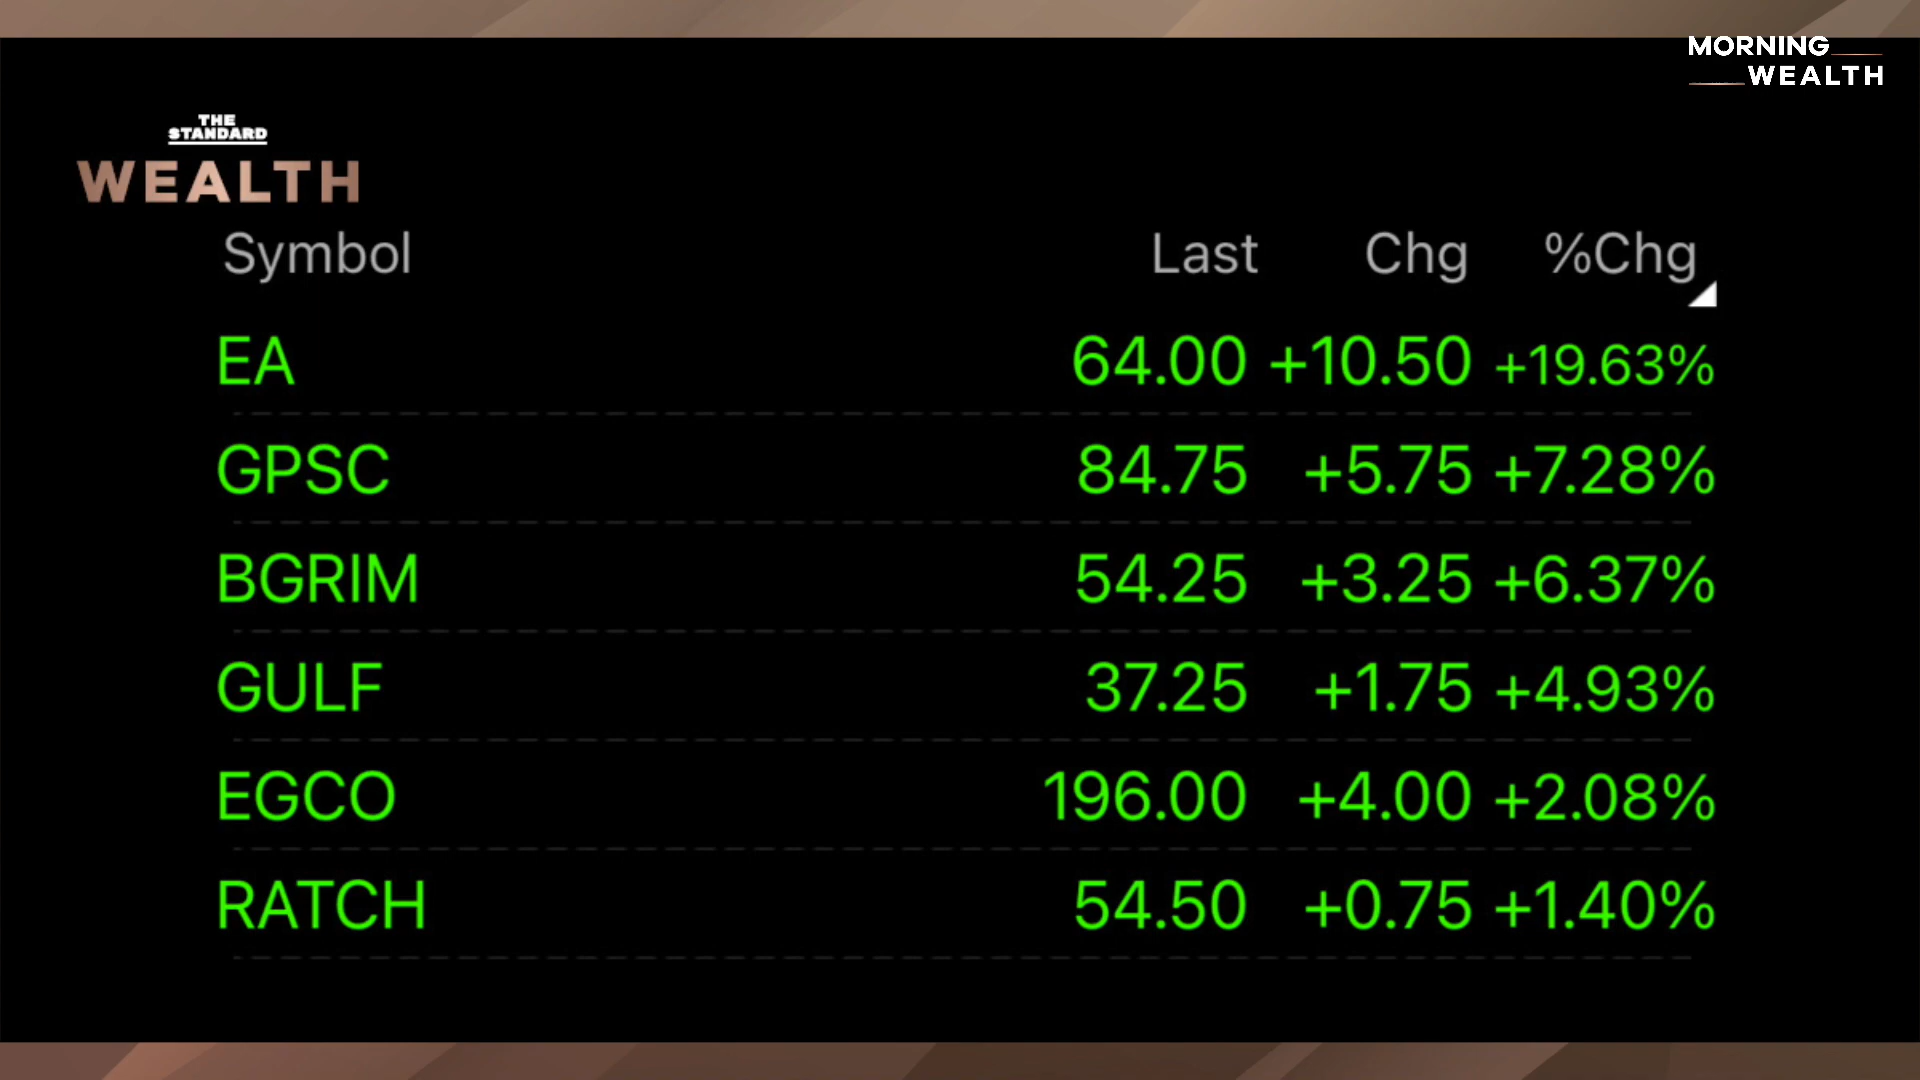 MORNING
WEALTH
THE
STANDARD
WEALTH
Symbol Last Chg %Chg
EA 64.00 +10.50 +19.63%
GPSC 84.75 +5.75 +7.28%
BGRIM 54.25 +3.25 +6.37%
GULF 37.25 +1.75 +4.93%
EGCO 196.00 +4.00 +2.08%
RATCH 54.50 +0.75 +1.40%